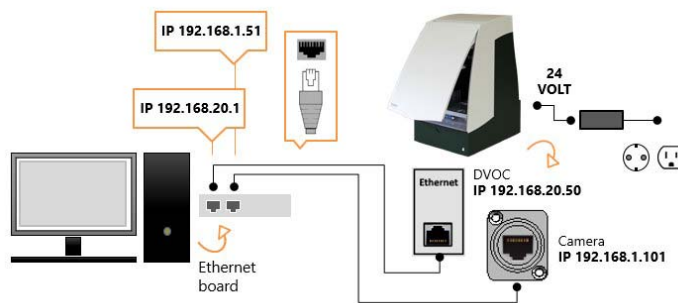 IP 192.168.1.51
IP 192.168.20.1
24
VOLT
Ethernet
DVOC
IP 192.168.20.50
Camera
IP 192.168.1.101
Ethernet
board